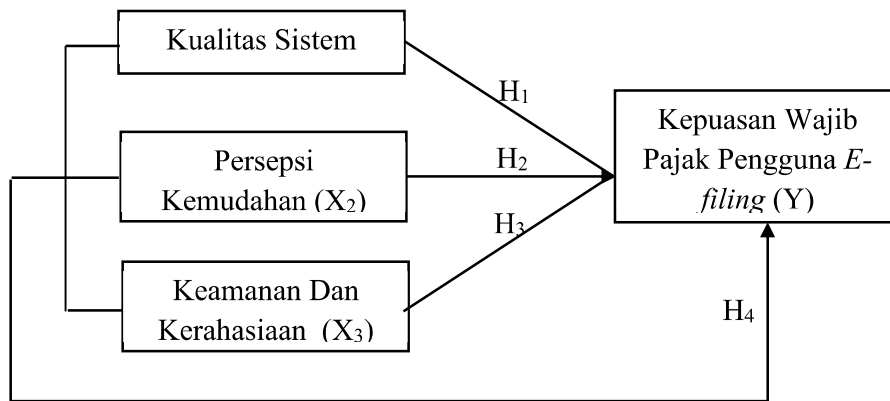 Kualitas Sistem
H1
Persepsi
Kemudahan (X2)
H2
Kepuasan Wajib
Pajak Pengguna E-
filing (Y)
H3
Keamanan Dan
Kerahasiaan (X3)
H4